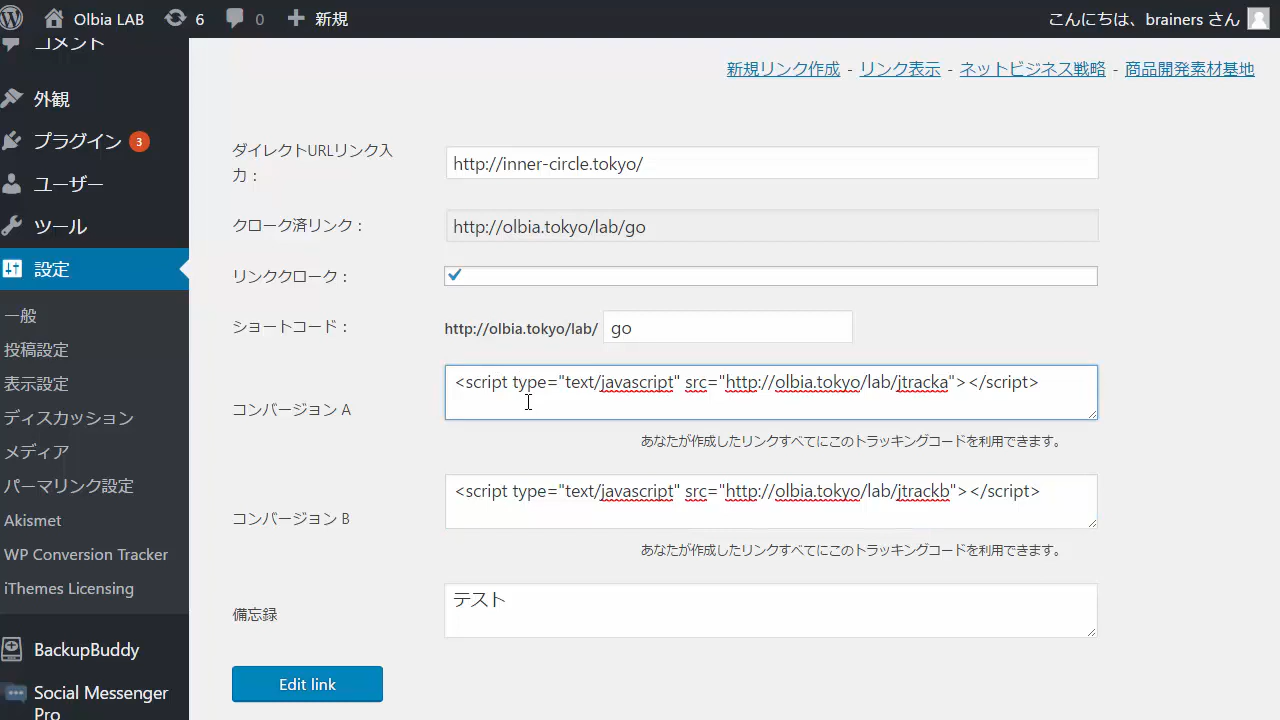 Olbia LAB 6 0 新規 こんにちは、brainers さん
コメント
外観
プラグイン 3
ユーザー
ツール
設定
一般
投稿設定
表示設定
ディスカッション
メディア
パーマリンク設定
Akismet
WP Conversion Tracker
iThemes Licensing
BackupBuddy
Social Messenger
Pro
新規リンク作成 - リンク表示 - ネットビジネス戦略 - 商品開発素材基地
ダイレクトURLリンク入
力：
http://inner-circle.tokyo/
クローク済リンク：
http://olbia.tokyo/lab/go
リンククローク：
ショートコード：
http://olbia.tokyo/lab/ go
コンバージョン A
<script type="text/javascript" src="http://olbia.tokyo/lab/jtracka"></script>
あなたが作成したリンクすべてにこのトラッキングコードを利用できます。
コンバージョン B
<script type="text/javascript" src="http://olbia.tokyo/lab/jtrackb"></script>
あなたが作成したリンクすべてにこのトラッキングコードを利用できます。
備忘録
テスト
Edit link